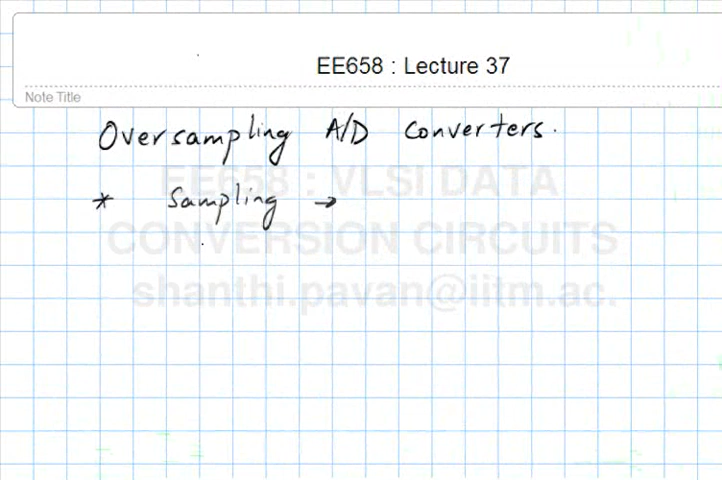 EE658 : Lecture 37
Note Title
Oversampling A/D Converters.
* Sampling →
EE658 : VLSI DATA
CONVERSION CIRCUITS
shanthi.pavan@iitm.ac.